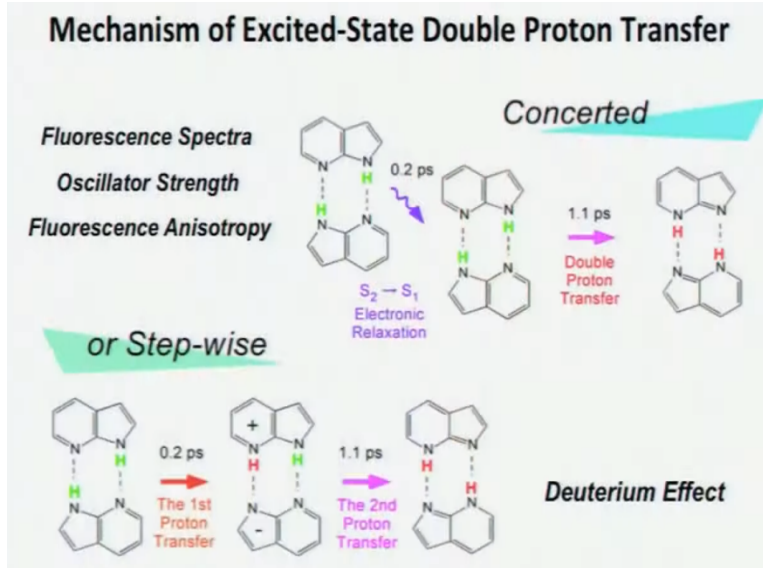 Mechanism of Excited-State Double Proton Transfer
Concerted
Fluorescence Spectra
Oscillator Strength
Fluorescence Anisotropy
N
N
H
H
N
N
0.2 ps
S2 → S1
Electronic
Relaxation
N
N
H
H
N
N
1.1 ps
Double
Proton
Transfer
N
N
H
H
N
N
or Step-wise
N
N
H
H
N
N
0.2 ps
The 1st
Proton
Transfer
+
N
N
H
H
N
N
-
1.1 ps
The 2nd
Proton
Transfer
N
N
H
H
N
N
Deuterium Effect